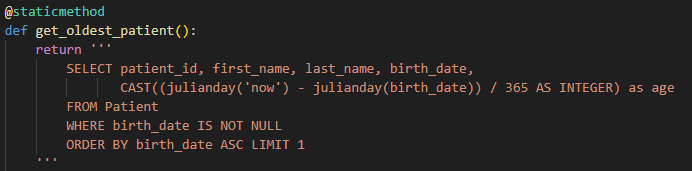 @staticmethod
def get_oldest_patient():
    return '''
        SELECT patient_id, first_name, last_name, birth_date,
               CAST((julianday('now') - julianday(birth_date)) / 365 AS INTEGER) as age
        FROM Patient
        WHERE birth_date IS NOT NULL
        ORDER BY birth_date ASC LIMIT 1
    '''